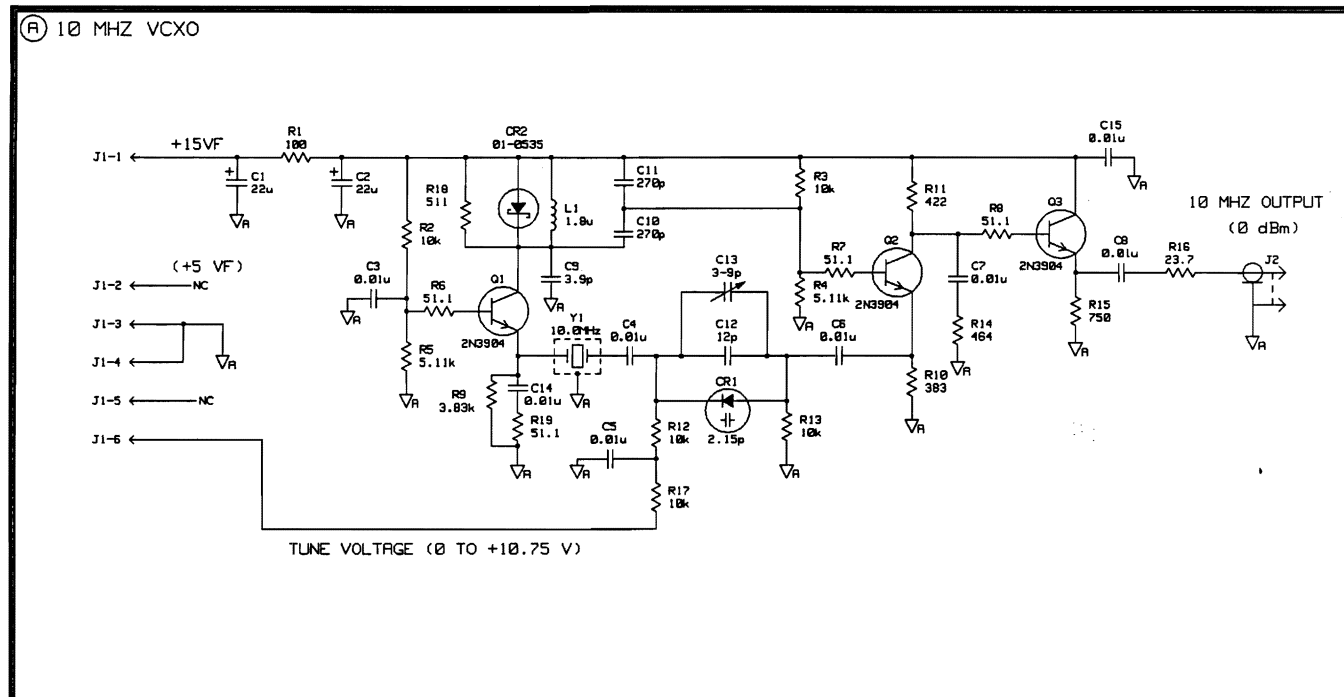 A 10 MHZ VCXO
J1-1
+15VF
R1
100
C1
22u
C2
22u
A
A
R2
10k
R18
511
CR2
01-0535
L1
1.8u
C11
270p
C10
270p
R3
10k
R11
422
C15
0.01u
A
10 MHZ OUTPUT
(0 dBm)
R8
51.1
Q3
2N3904
C8
0.01u
R16
23.7
J2
(+5 VF)
J1-2
NC
J1-3
J1-4
A
J1-5
NC
J1-6
C3
0.01u
A
R6
51.1
Q1
2N3904
C9
3.9p
A
R5
5.11k
A
Y1
10.0MHz
A
C4
0.01u
C13
3-9p
C12
12p
R7
51.1
R4
5.11k
A
Q2
2N3904
C7
0.01u
R14
464
A
R15
750
A
C6
0.01u
R10
383
A
R9
3.83k
C14
0.01u
R19
51.1
A
CR1
2.15p
R12
10k
R13
10k
A
C5
0.01u
A
R17
10k
TUNE VOLTAGE (0 TO +10.75 V)